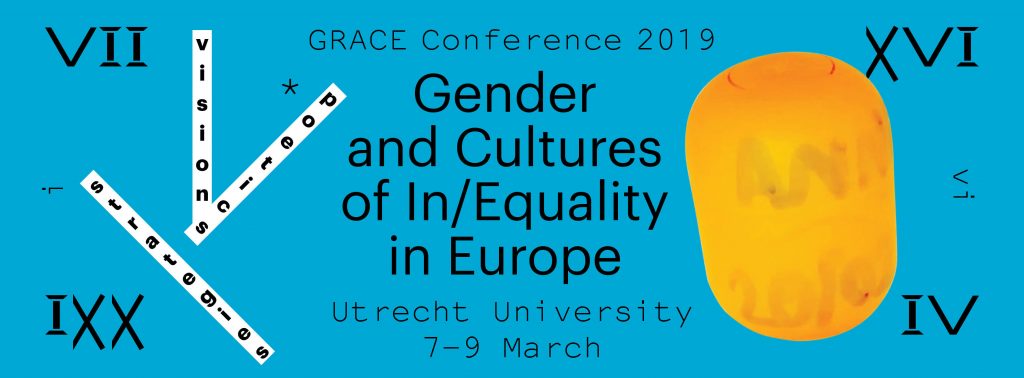 VII
visions
*
poetics
strategies
i
IXX
GRACE Conference 2019
Gender
and Cultures
of In/Equality
in Europe
Utrecht University
7–9 March
XVI
vi
IV